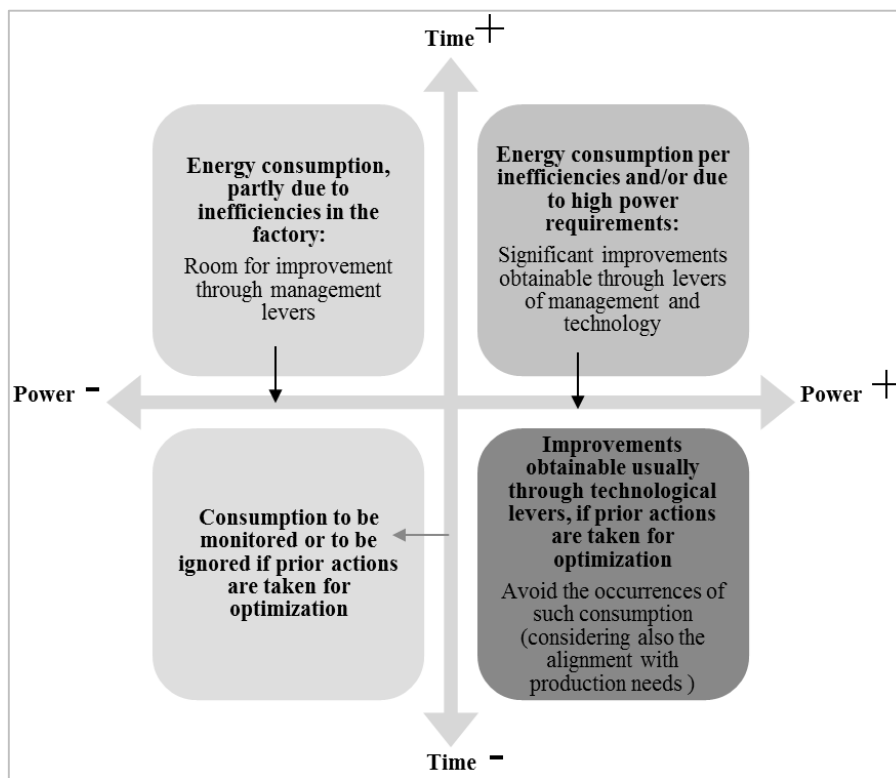 Time +
Energy consumption,
partly due to
inefficiencies in the
factory:
Room for improvement
through management
levers
Energy consumption per
inefficiencies and/or due
to high power
requirements:
Significant improvements
obtainable through levers
of management and
technology
Power -
Power +
Consumption to be
monitored or to be
ignored if prior actions
are taken for
optimization
Improvements
obtainable usually
through technological
levers, if prior actions
are taken for
optimization
Avoid the occurrences of
such consumption
(considering also the
alignment with
production needs )
Time -